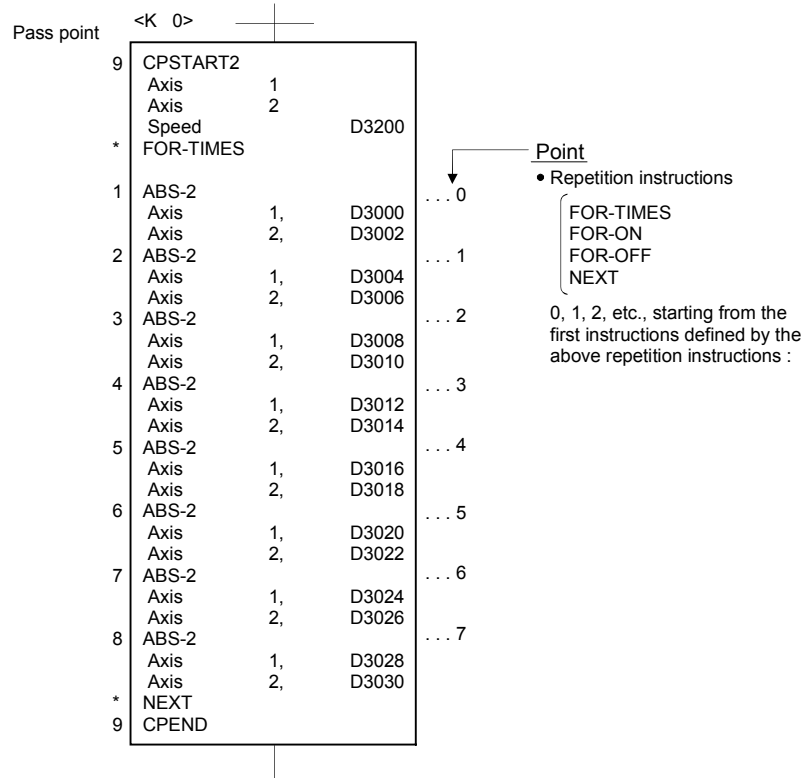 <K 0>
Pass point
9 CPSTART2
Axis 1
Axis 2
Speed D3200
* FOR-TIMES
1 ABS-2 . . . 0
Axis 1, D3000
Axis 2, D3002
2 ABS-2 . . . 1
Axis 1, D3004
Axis 2, D3006
3 ABS-2 . . . 2
Axis 1, D3008
Axis 2, D3010
4 ABS-2 . . . 3
Axis 1, D3012
Axis 2, D3014
5 ABS-2 . . . 4
Axis 1, D3016
Axis 2, D3018
6 ABS-2 . . . 5
Axis 1, D3020
Axis 2, D3022
7 ABS-2 . . . 6
Axis 1, D3024
Axis 2, D3026
8 ABS-2 . . . 7
Axis 1, D3028
Axis 2, D3030
* NEXT
9 CPEND
Point
• Repetition instructions
FOR-TIMES
FOR-ON
FOR-OFF
NEXT
0, 1, 2, etc., starting from the
first instructions defined by the
above repetition instructions :